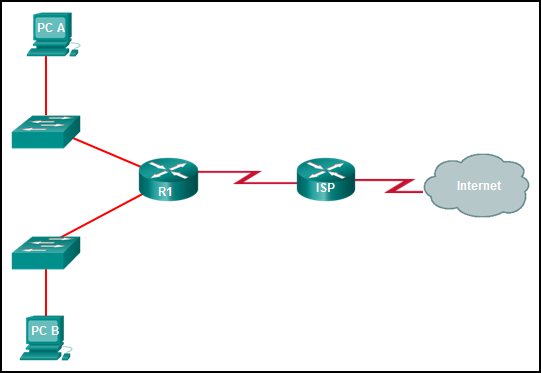 PC A
R1
ISP
Internet
PC B